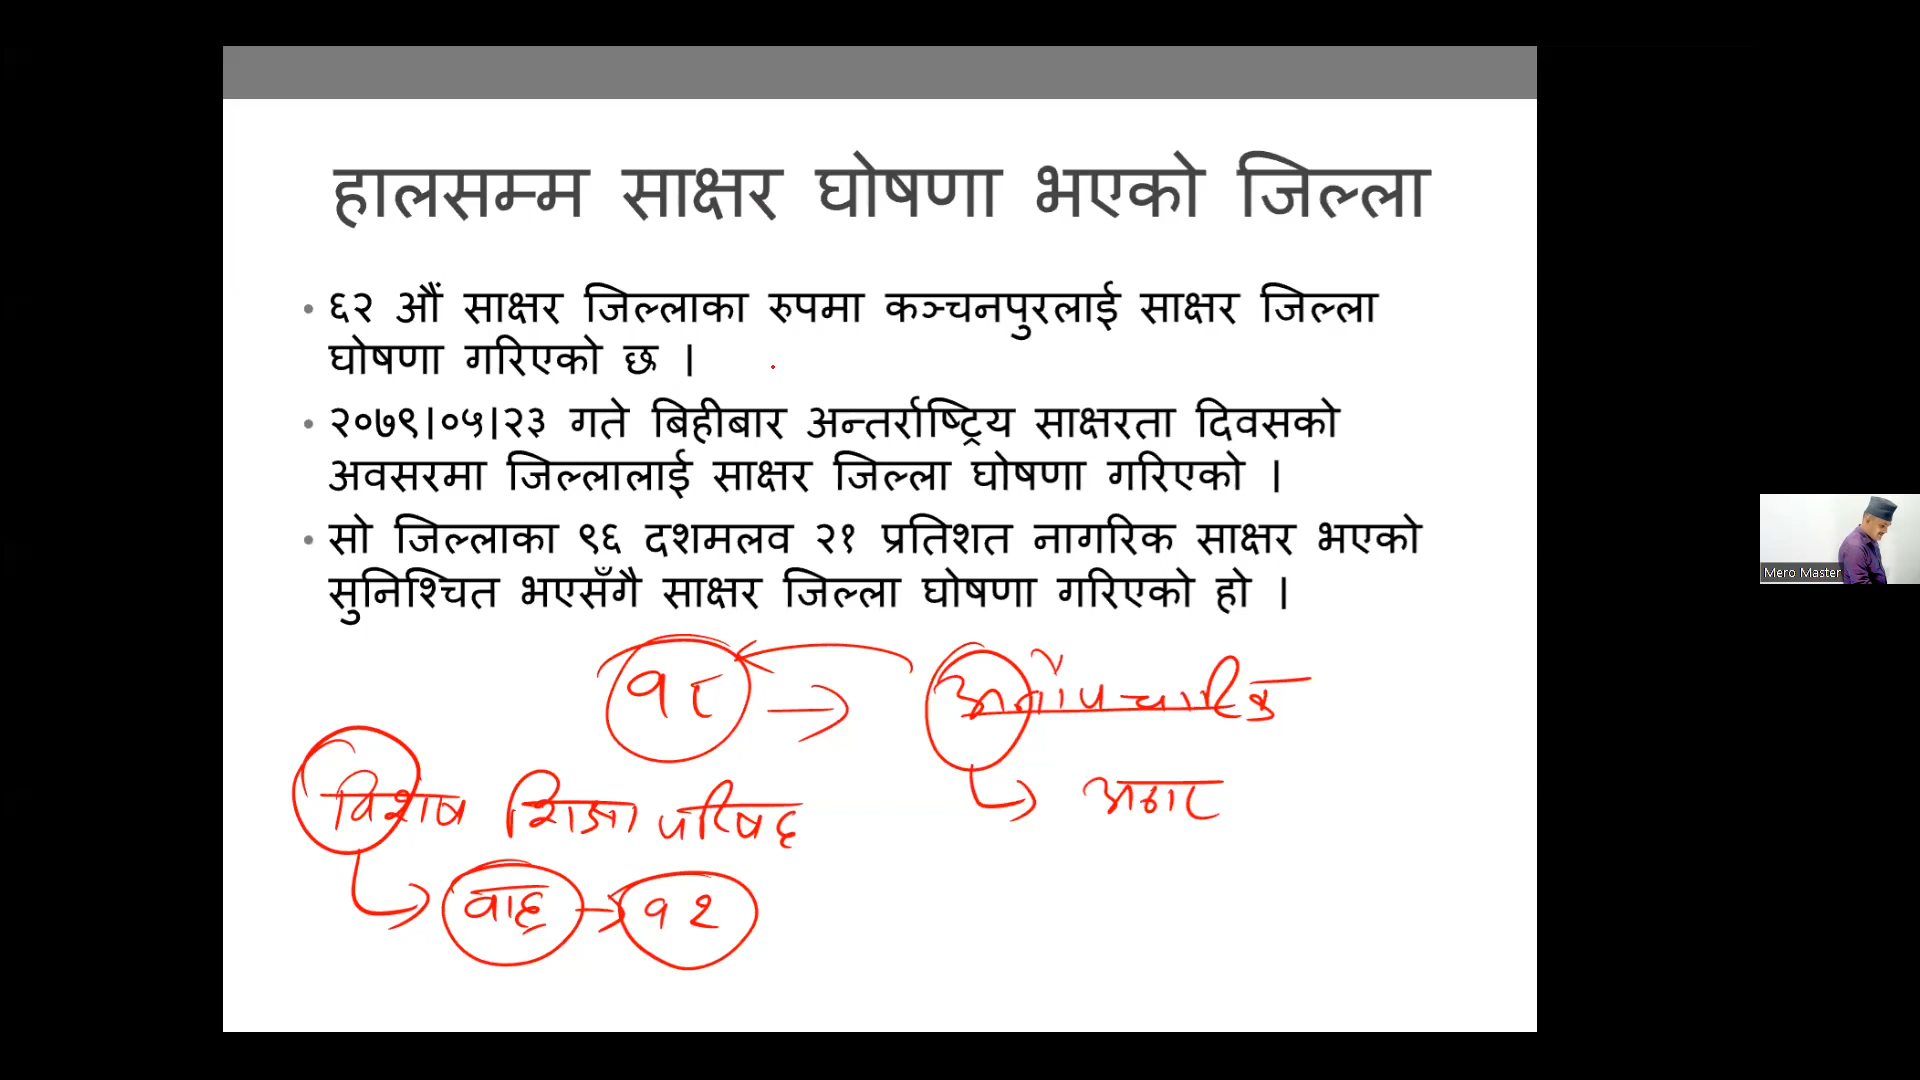 हालसम्म साक्षर घोषणा भएको जिल्ला
• ६२ औं साक्षर जिल्लाका रुपमा कञ्चनपुरलाई साक्षर जिल्ला
घोषणा गरिएको छ ।
• २०७९।०५।२३ गते बिहीबार अन्तर्राष्ट्रिय साक्षरता दिवसको
अवसरमा जिल्लालाई साक्षर जिल्ला घोषणा गरिएको ।
• सो जिल्लाका ९६ दशमलव २१ प्रतिशत नागरिक साक्षर भएको
सुनिश्चित भएसँगै साक्षर जिल्ला घोषणा गरिएको हो ।
१८ → अनौपचारिक
अठार
विशेष शिक्षा परिषद
वाह्र → १२
Mero Master